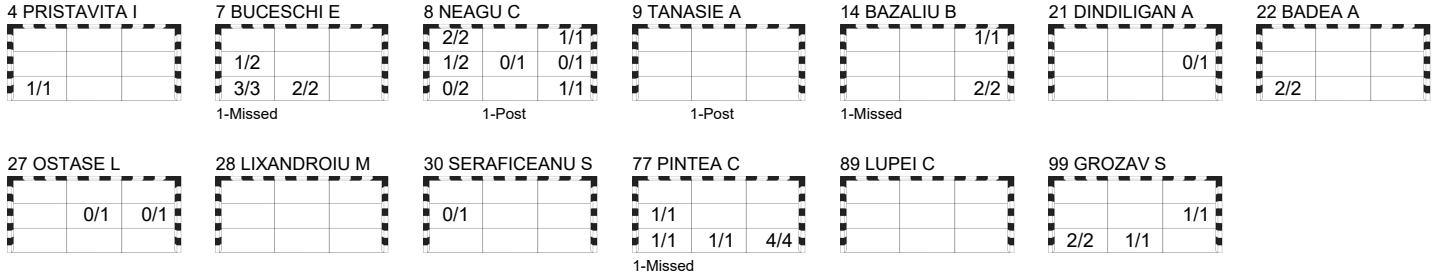 4 PRISTAVITA I 7 BUCESCHI E 8 NEAGU C 9 TANASIE A 14 BAZALIU B 21 DINDILIGAN A 22 BADEA A
2/2 1/1 1/1
1/2 1/2 0/1 0/1 0/1
1/1 3/3 2/2 0/2 1/1 2/2 2/2
1-Missed 1-Post 1-Post 1-Missed
27 OSTASE L 28 LIXANDROIU M 30 SERAFICEANU S 77 PINTEA C 89 LUPEI C 99 GROZAV S
0/1 0/1 0/1 1/1 1/1
1/1 1/1 4/4 2/2 1/1
1-Missed